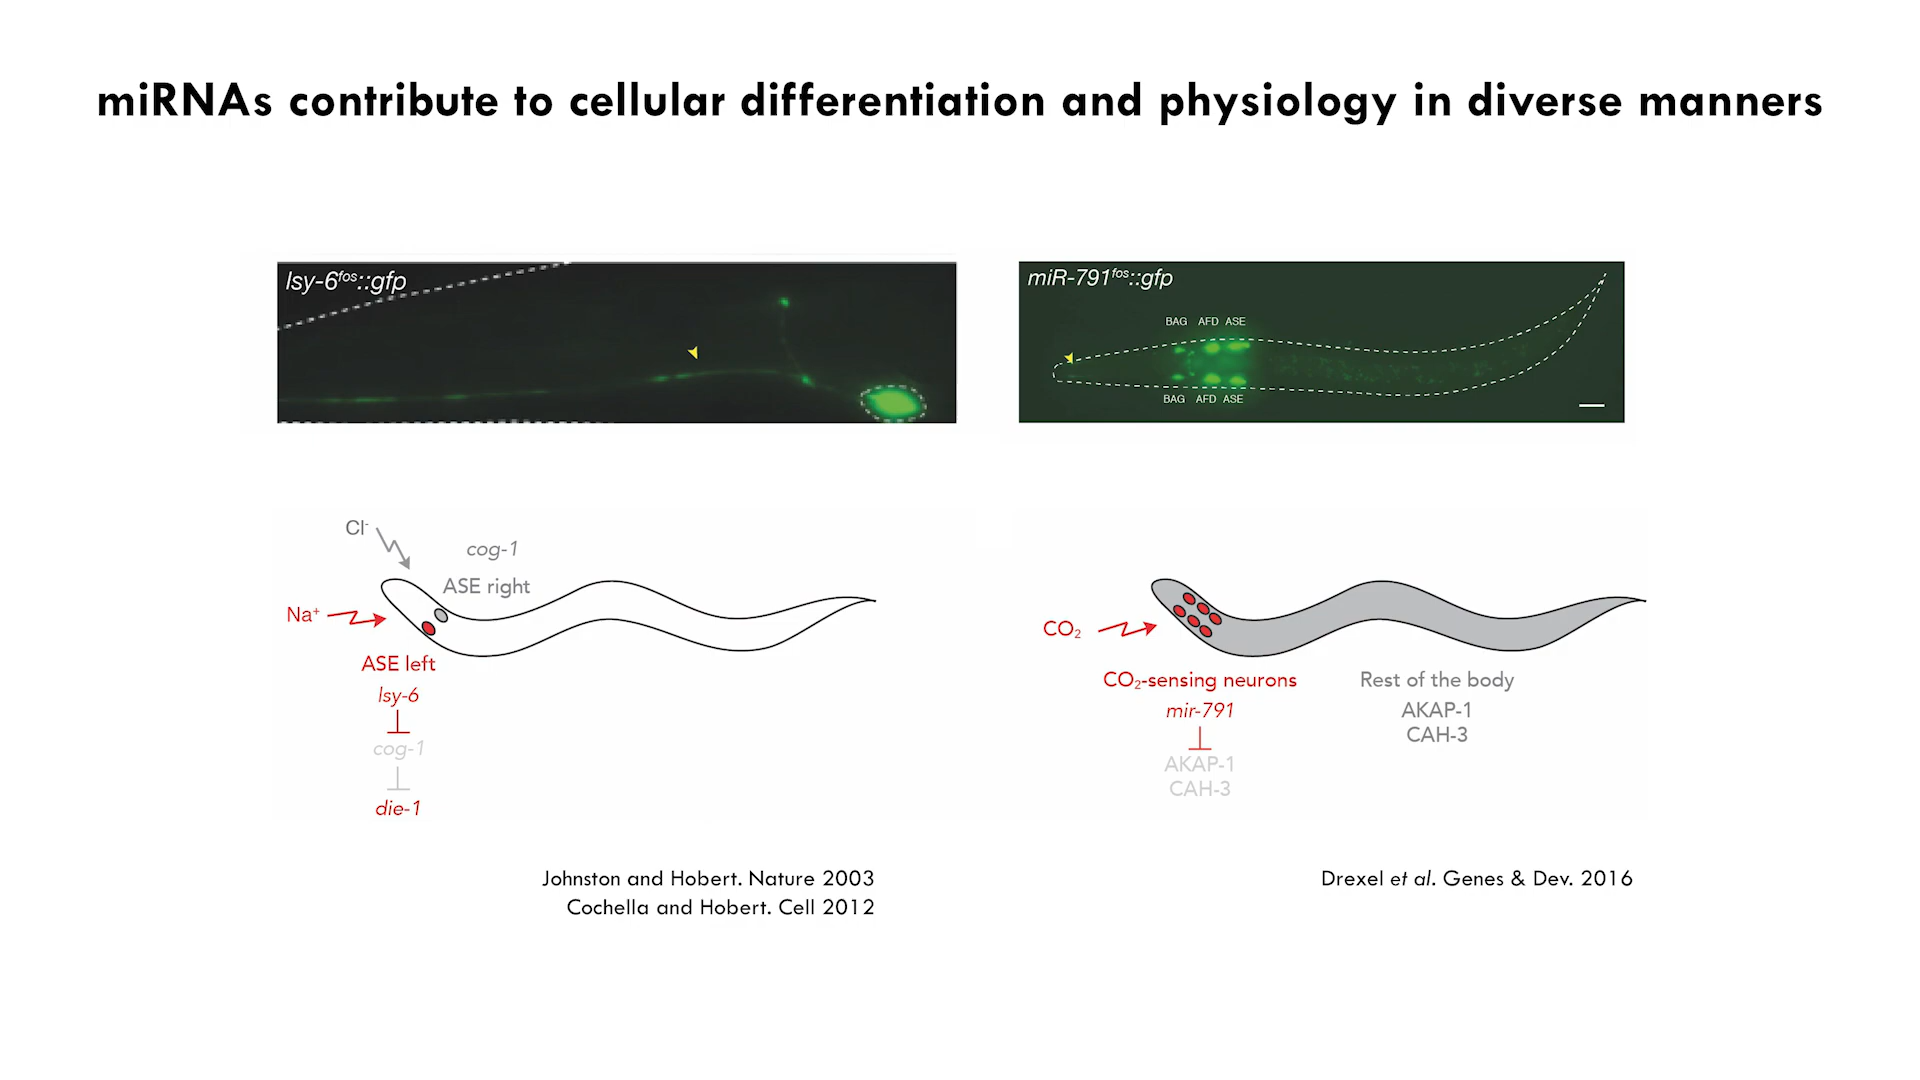 miRNAs contribute to cellular differentiation and physiology in diverse manners
lsy-6fos::gfp
miR-791fos::gfp
BAG AFD ASE
BAG AFD ASE
Cl-
cog-1
ASE right
Na+
ASE left
lsy-6
cog-1
die-1
CO2
CO2-sensing neurons
mir-791
AKAP-1
CAH-3
Rest of the body
AKAP-1
CAH-3
Johnston and Hobert. Nature 2003
Cochella and Hobert. Cell 2012
Drexel et al. Genes & Dev. 2016